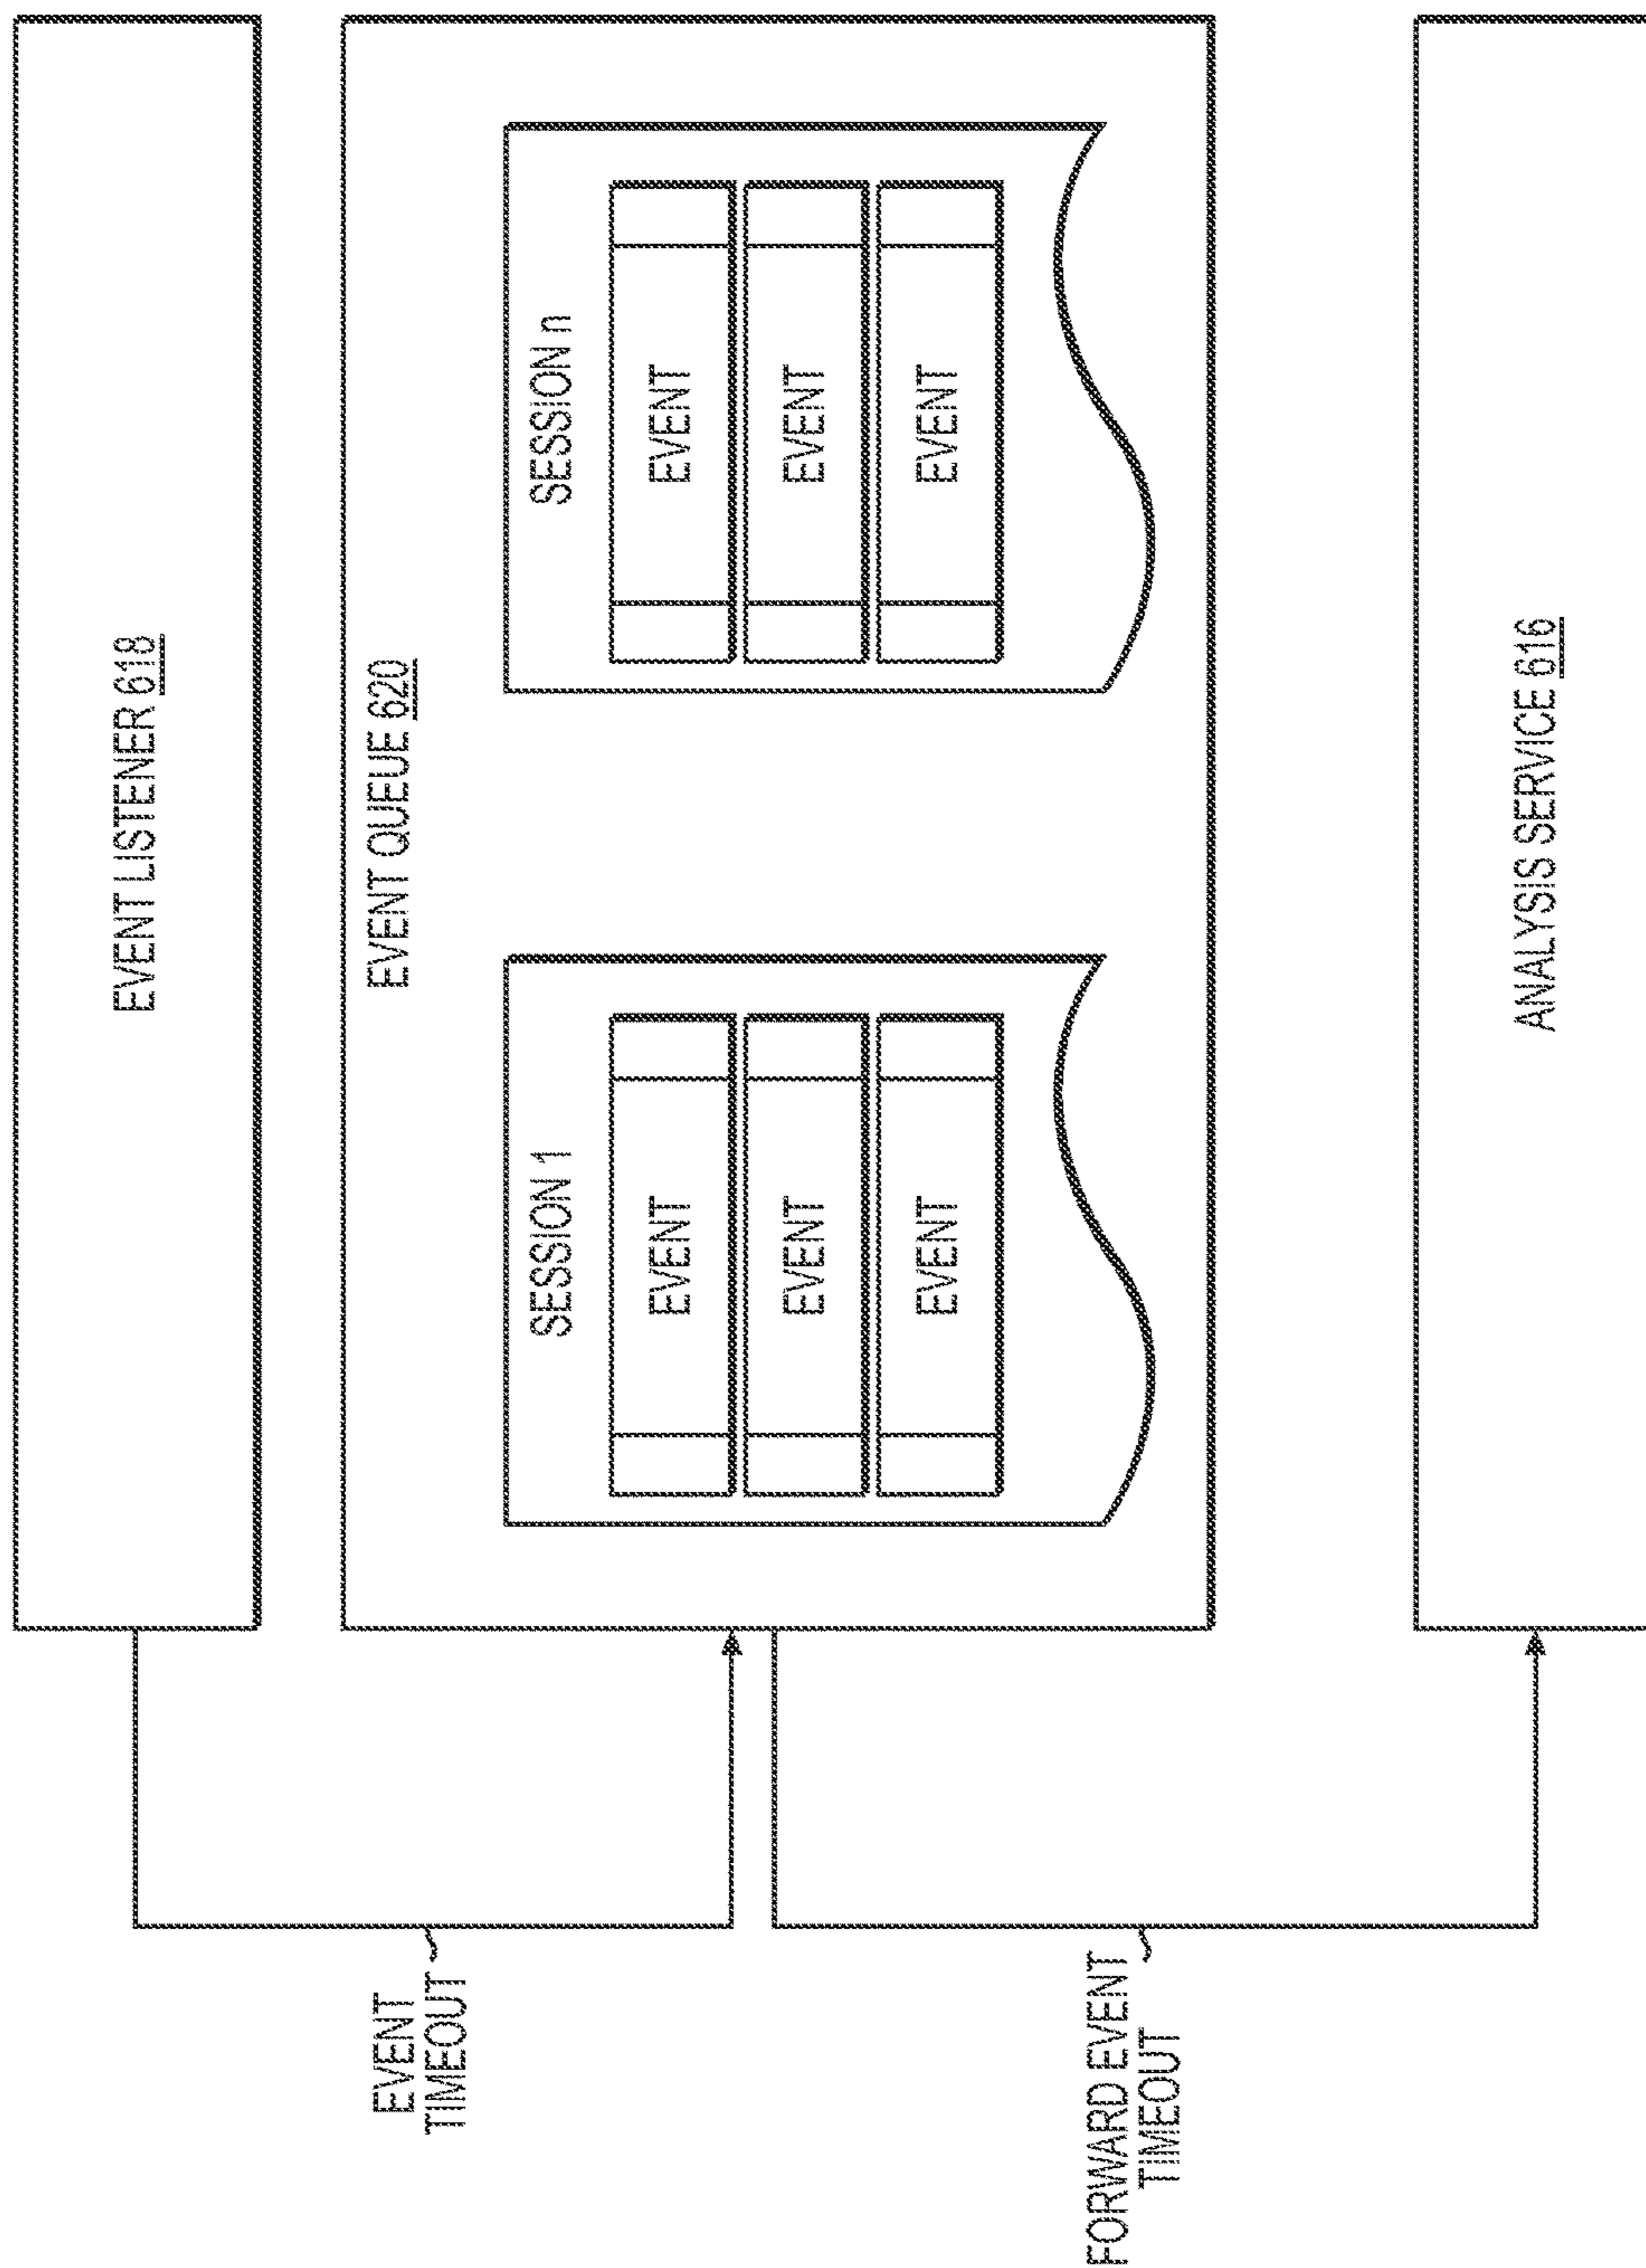 EVENT LISTENER 618
EVENT QUEUE 620
SESSION 1
EVENT
EVENT
EVENT
SESSION n
EVENT
EVENT
EVENT
ANALYSIS SERVICE 616
EVENT
TIMEOUT
FORWARD EVENT
TIMEOUT